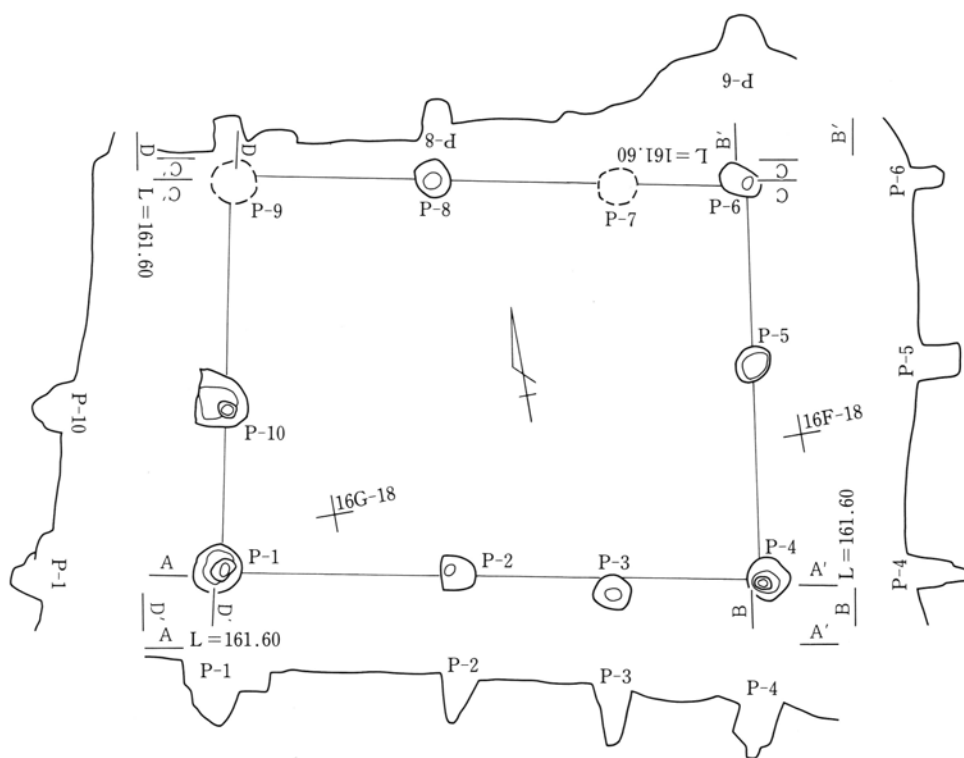 P-6
P-8
D
D
B'
B'
L=161.60
C'
C'
C
C
P-9
P-8
P-7
P-6
P-6
L=161.60
P-5
P-5
P-10
P-10
16F-18
16G-18
L=161.60
P-1
P-1
P-2
P-3
P-4
P-4
A
A'
D'
D'
B
B
A
L=161.60
A'
P-1
P-2
P-3
P-4